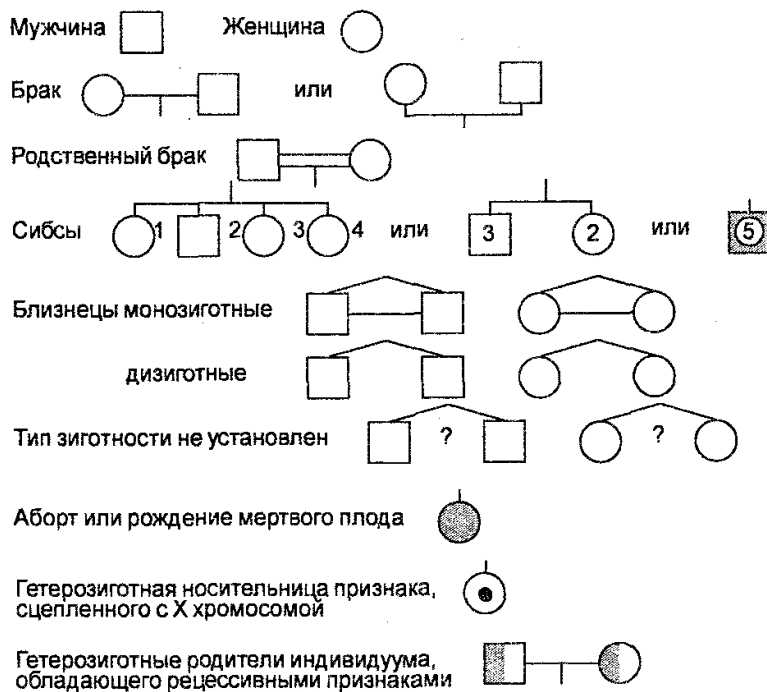 Мужчина Женщина
Брак или
Родственный брак
Сибсы 1 2 3 4 или 3 2 или 5
Близнецы монозиготные
дизиготные
Тип зиготности не установлен ? ?
Аборт или рождение мертвого плода
Гетерозиготная носительница признака,
сцепленного с X хромосомой
Гетерозиготные родители индивидуума,
обладающего рецессивными признаками